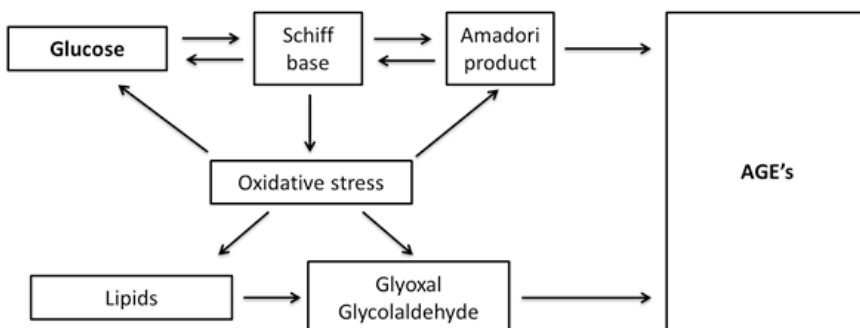 Glucose
Schiff
base
Amadori
product
AGE's
Oxidative stress
Lipids
Glyoxal
Glycolaldehyde